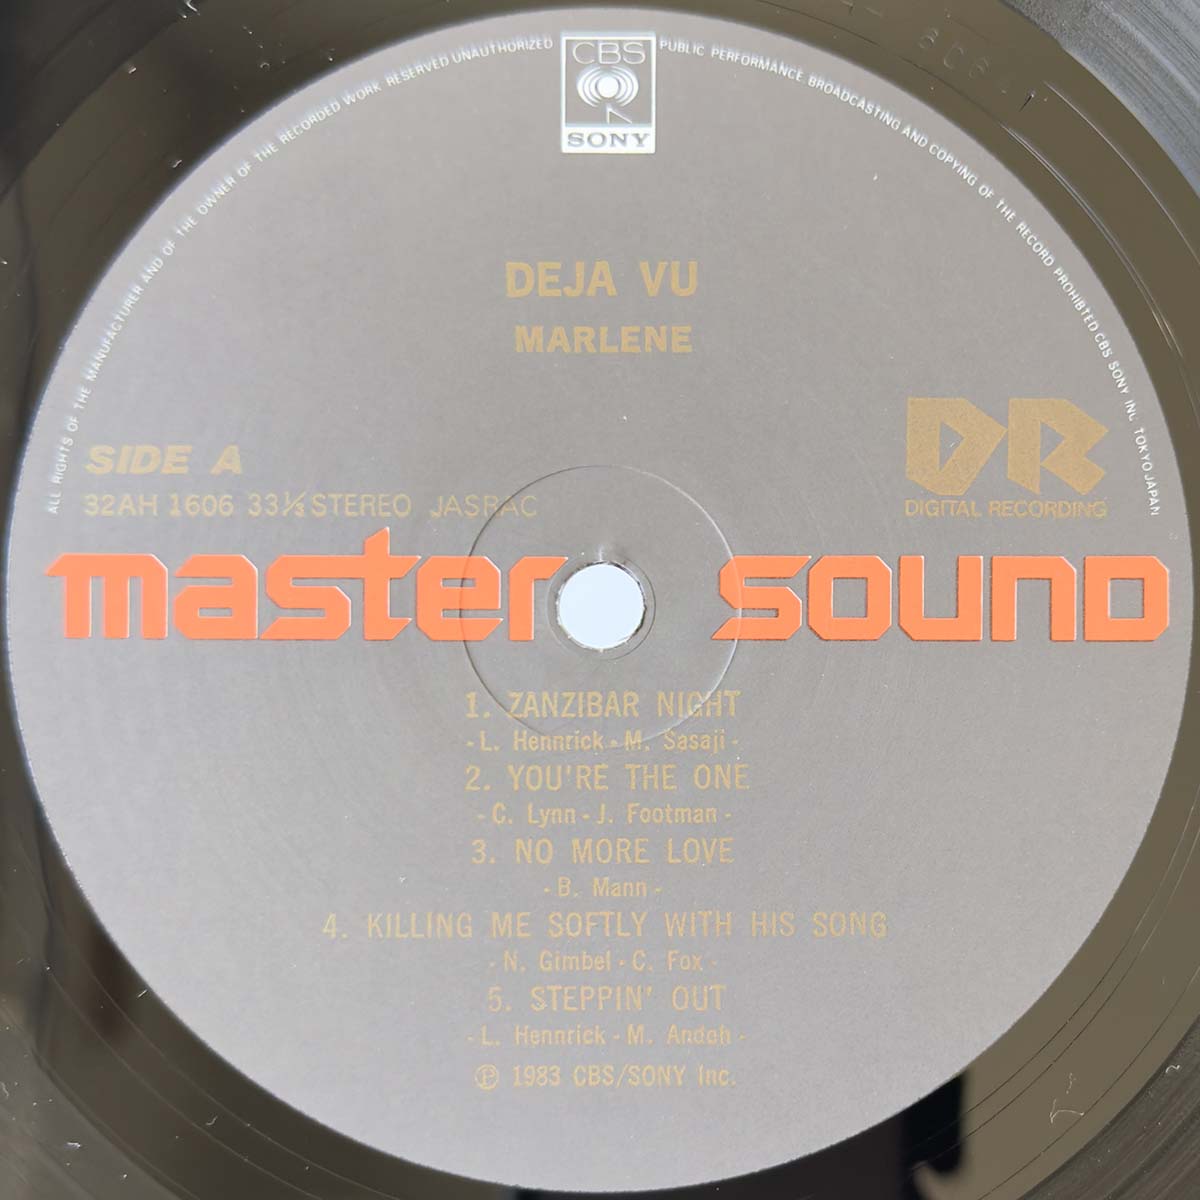 ALL RIGHTS OF THE MANUFACTURER AND OF THE OWNER OF THE RECORDED WORK RESERVED UNAUTHORIZED PUBLIC PERFORMANCE BROADCASTING AND COPYING OF THE RECORD PROHIBITED CBS SONY INC. TOKYO JAPAN
CBS
SONY
DEJA VU
MARLENE
SIDE A
32AH 1606 33⅓ STEREO JASRAC
DR
DIGITAL RECORDING
master sound
1. ZANZIBAR NIGHT
- L. Hennrick - M. Sasaji -
2. YOU'RE THE ONE
- C. Lynn - J. Footman -
3. NO MORE LOVE
- B. Mann -
4. KILLING ME SOFTLY WITH HIS SONG
- N. Gimbel - C. Fox -
5. STEPPIN' OUT
- L. Hennrick - M. Andoh -
Ⓟ 1983 CBS/SONY Inc.